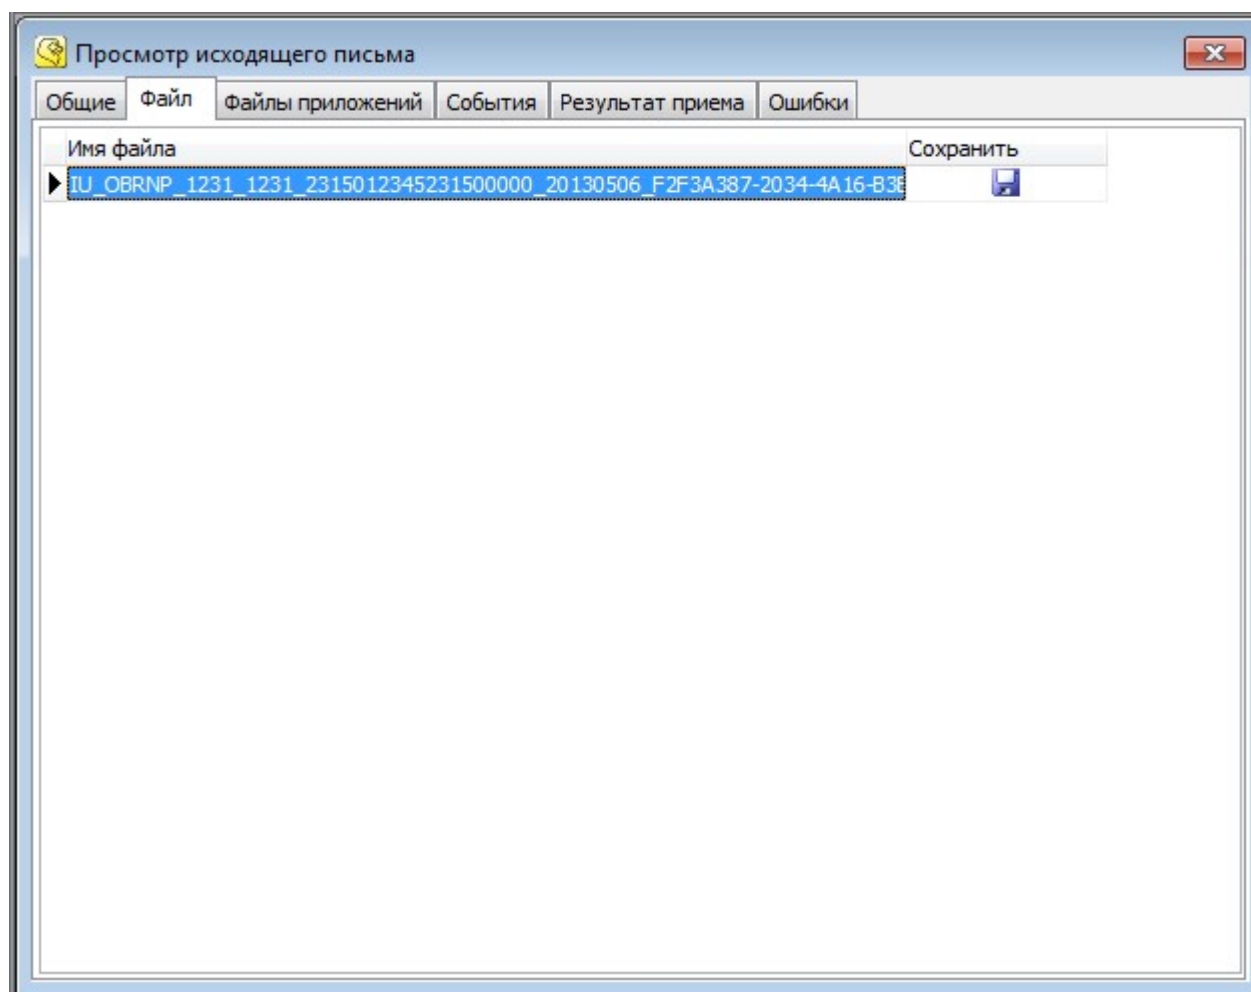 Просмотр исходящего письма
Общие Файл Файлы приложений События Результат приема Ошибки
Имя файла Сохранить
IU_OBRNP_1231_1231_2315012345231500000_20130506_F2F3A387-2034-4A16-B3